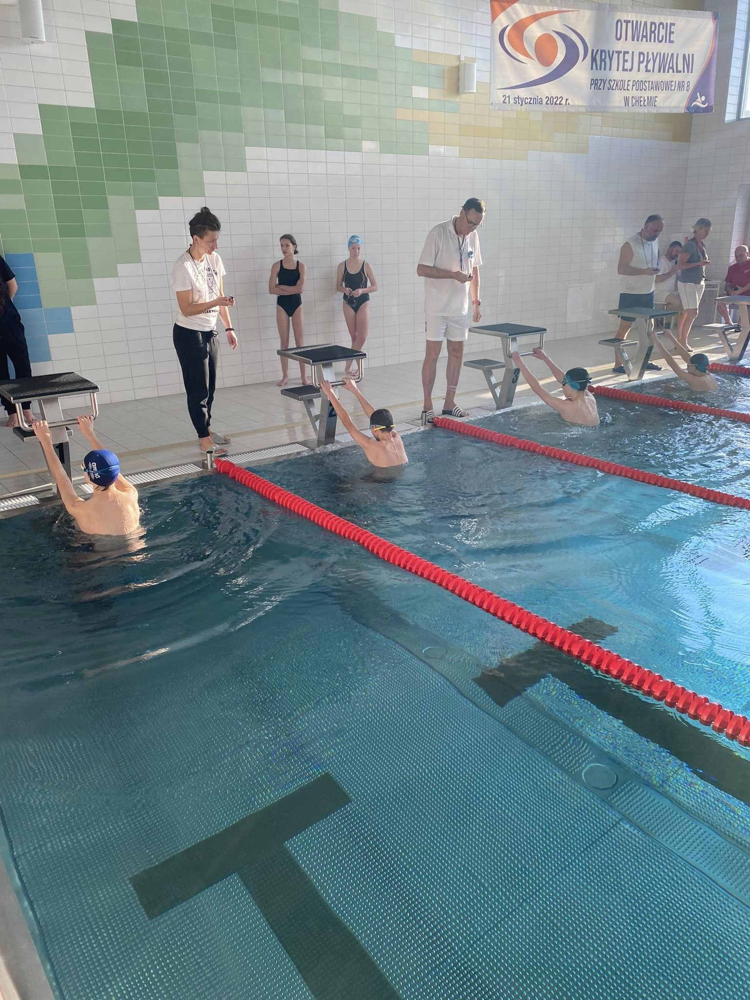 OTWARCIE
KRYTEJ PŁYWALNI
PRZY SZKOLE PODSTAWOWEJ NR 8
W CHEŁMIE
21 stycznia 2022 r.
1
2
3
arena